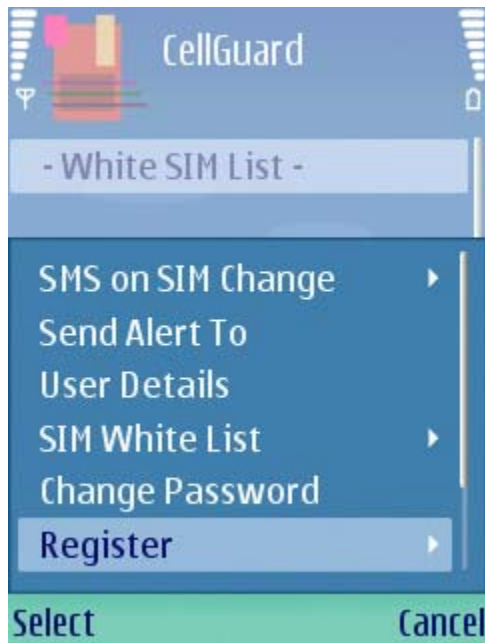 CellGuard
- White SIM List -
SMS on SIM Change
Send Alert To
User Details
SIM White List
Change Password
Register
Select Cancel